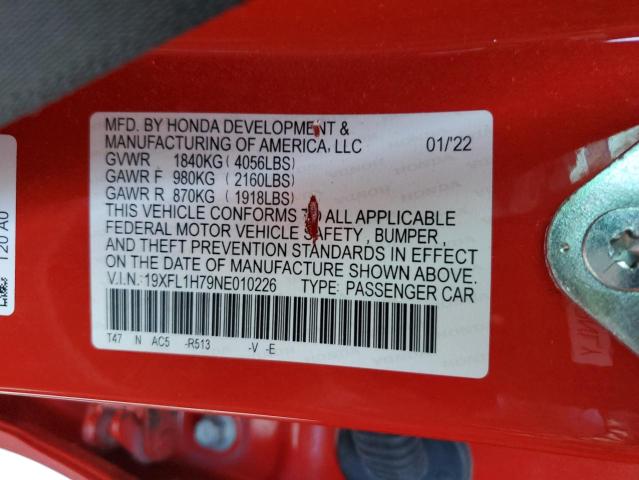 MFD. BY HONDA DEVELOPMENT &
MANUFACTURING OF AMERICA, LLC 01/'22
GVWR 1840KG ( 4056LBS)
GAWR F 980KG ( 2160LBS)
GAWR R 870KG ( 1918LBS)
THIS VEHICLE CONFORMS TO ALL APPLICABLE
FEDERAL MOTOR VEHICLE SAFETY , BUMPER ,
AND THEFT PREVENTION STANDARDS IN EFFECT
ON THE DATE OF MANUFACTURE SHOWN ABOVE.
V.I.N.: 19XFL1H79NE010226 TYPE: PASSENGER CAR
T47 N AC5 -R513 -V -E
120 A0